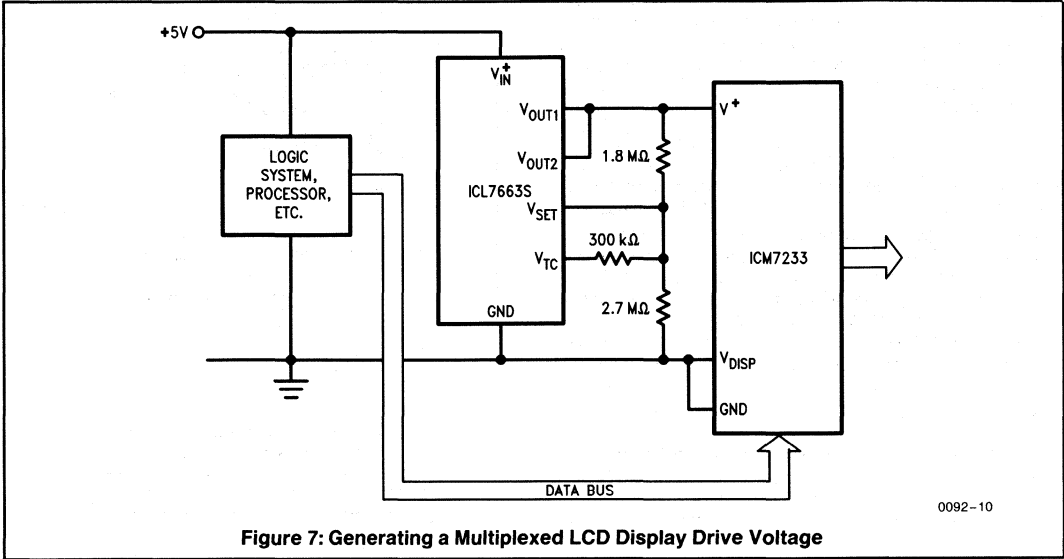 +5V
V+IN
VOUT1
VOUT2
ICL7663S
VSET
VTC
GND
LOGIC
SYSTEM,
PROCESSOR,
ETC.
1.8 MΩ
300 kΩ
2.7 MΩ
V+
ICM7233
VDISP
GND
DATA BUS
0092-10
Figure 7: Generating a Multiplexed LCD Display Drive Voltage